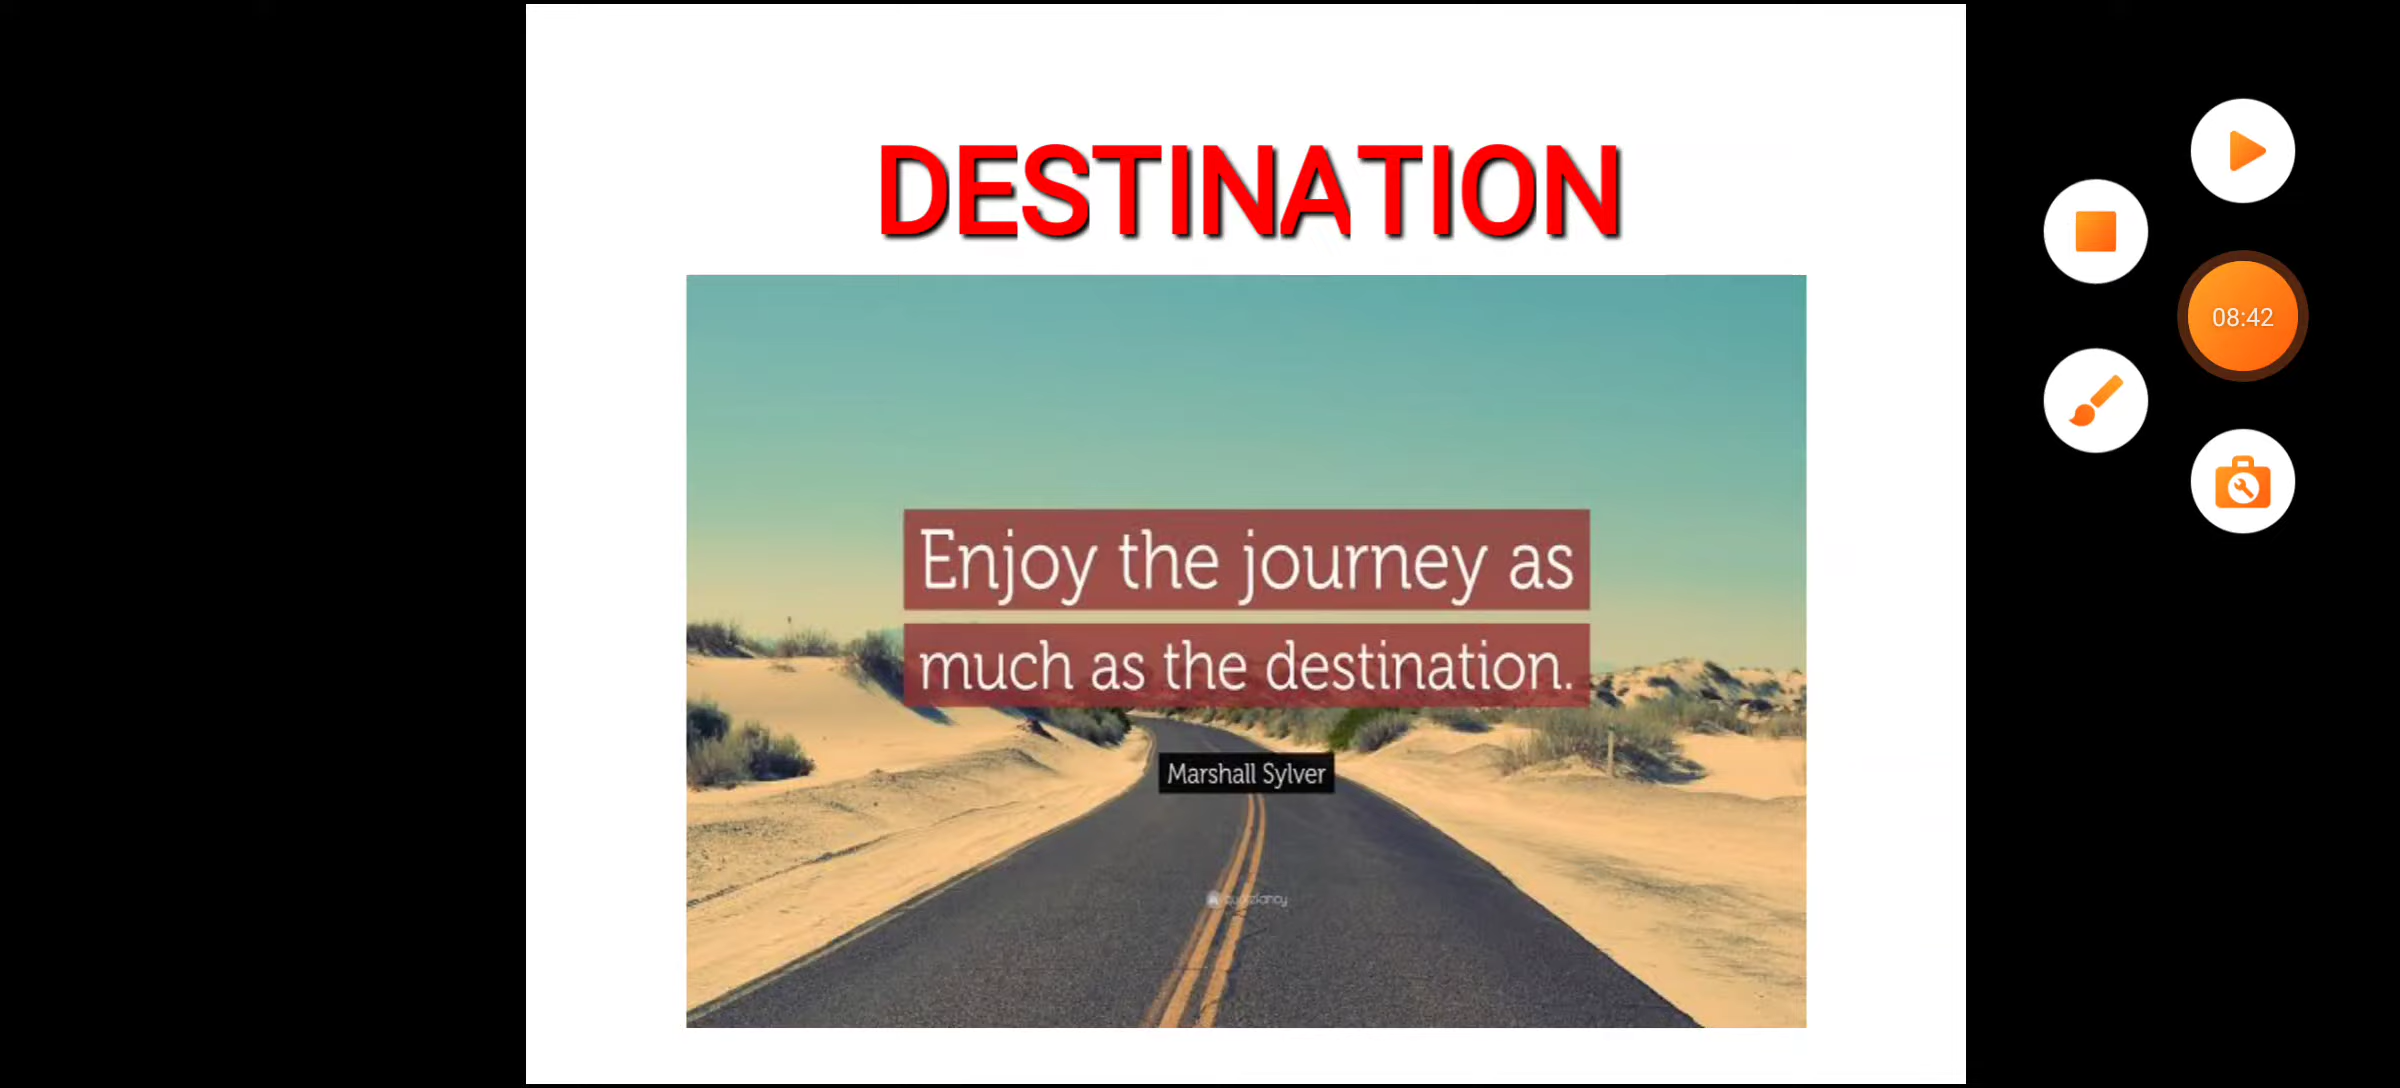 DESTINATION
08:42
Enjoy the journey as
much as the destination.
Marshall Sylver